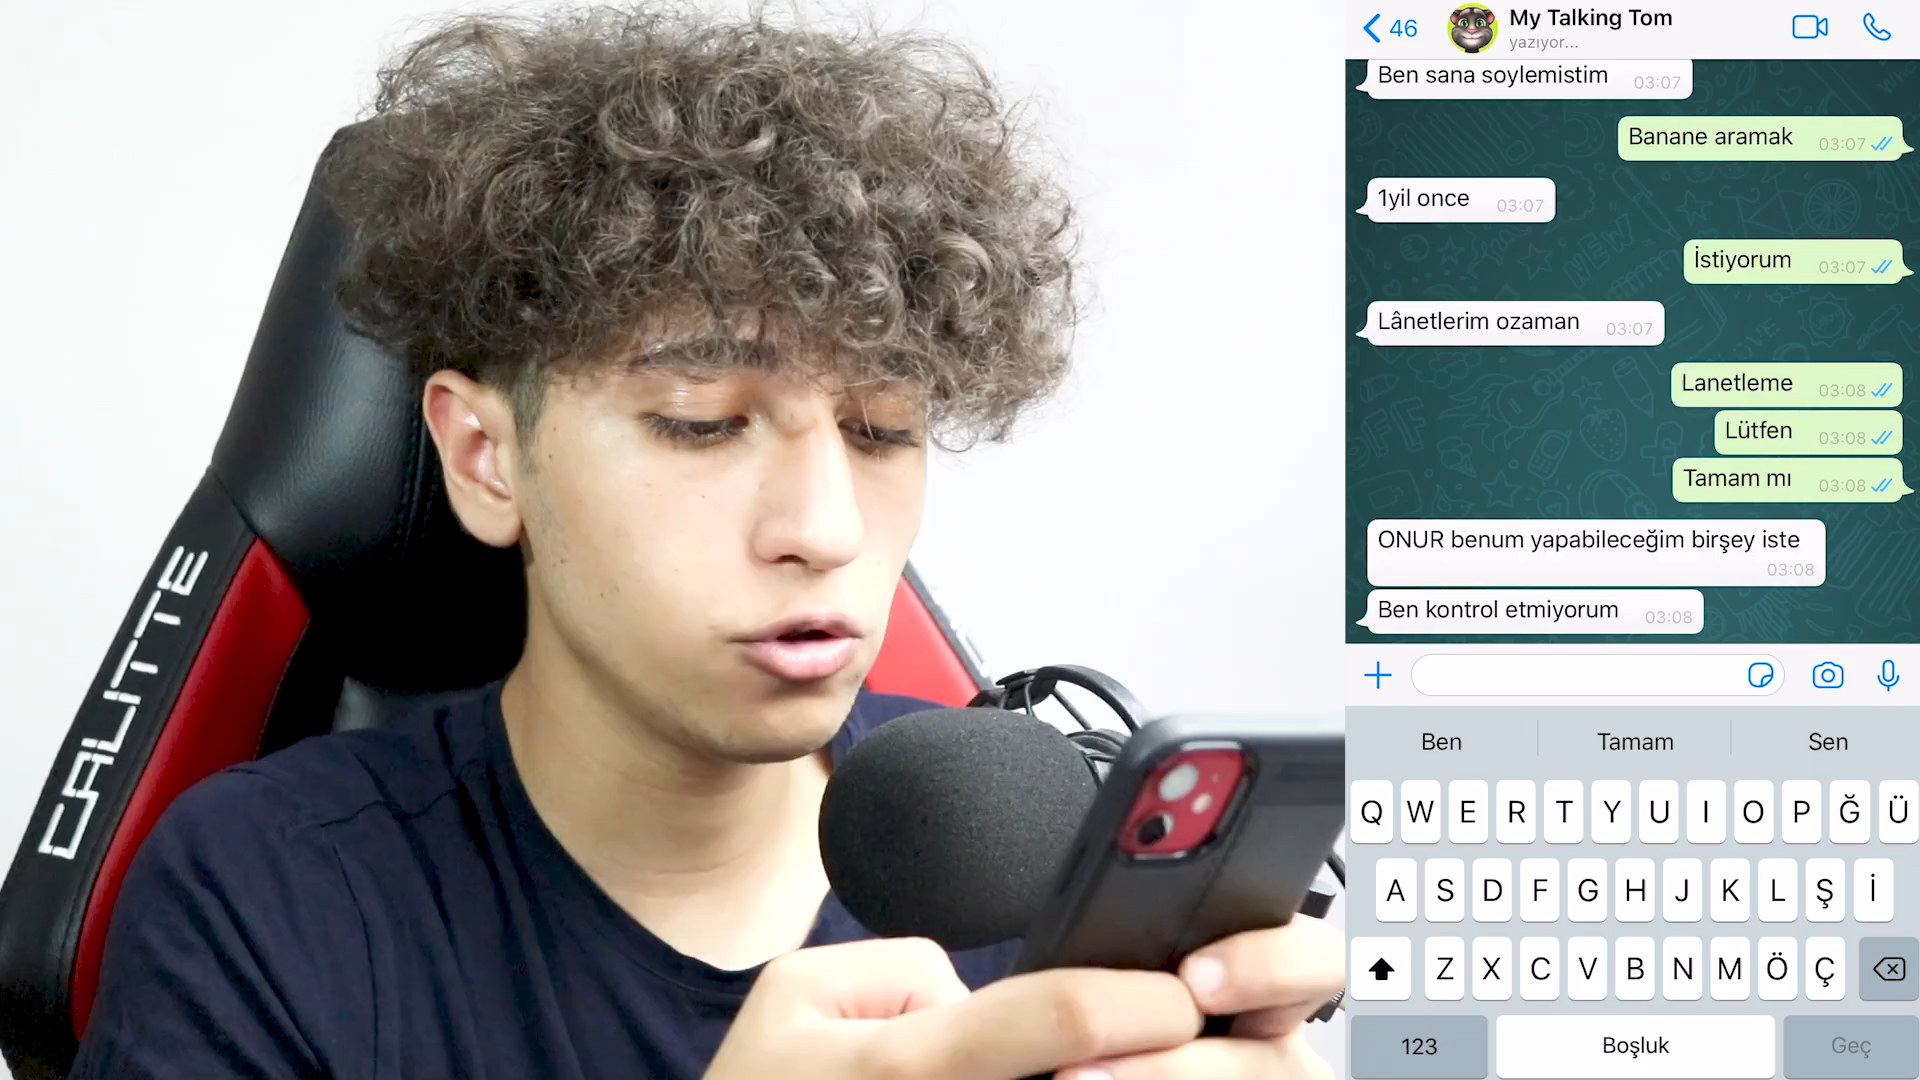 CALITTE
46
My Talking Tom
yazıyor...
Ben sana soylemistim 03:07
Banane aramak 03:07
1yil once 03:07
İstiyorum 03:07
Lânetlerim ozaman 03:07
Lanetleme 03:08
Lütfen 03:08
Tamam mı 03:08
ONUR benum yapabileceğim birşey iste
03:08
Ben kontrol etmiyorum 03:08
Ben Tamam Sen
Q W E R T Y U I O P Ğ Ü
A S D F G H J K L Ş İ
Z X C V B N M Ö Ç
123 Boşluk Geç